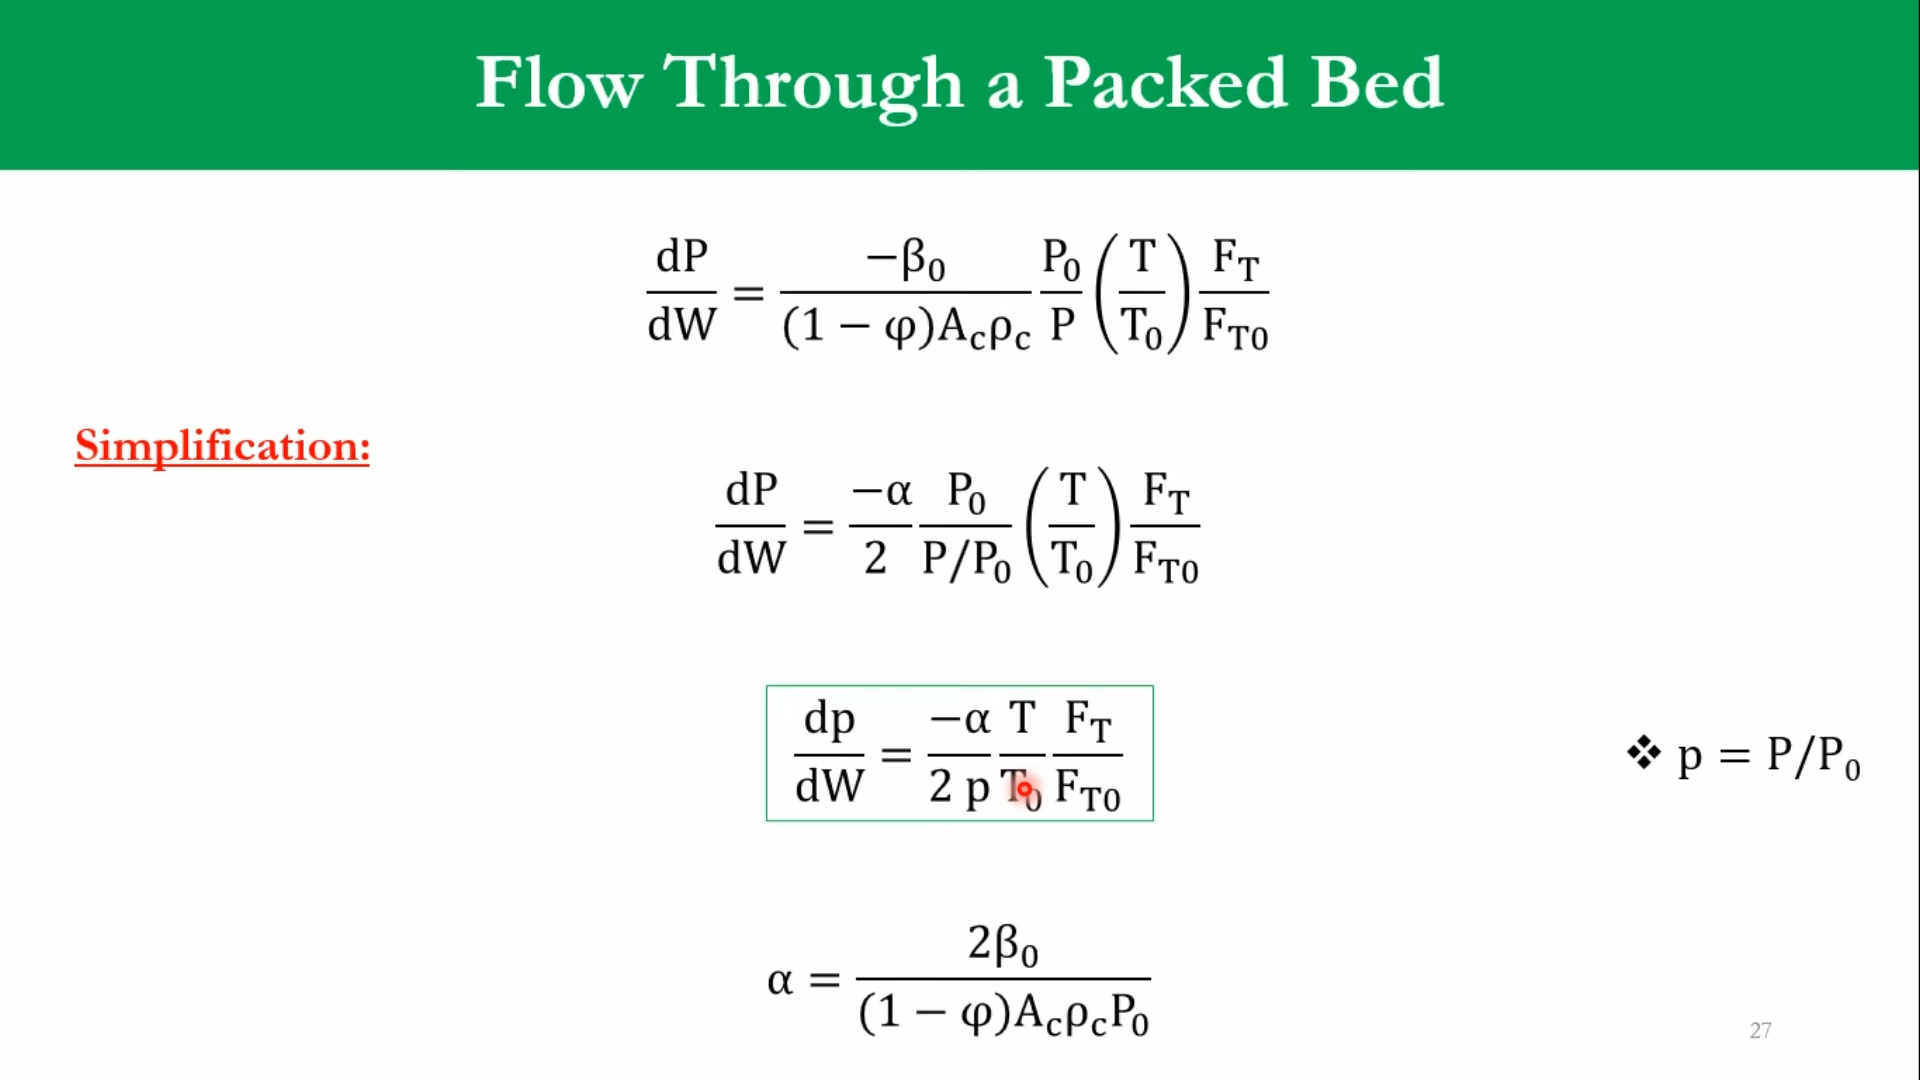 Flow Through a Packed Bed
dP/dW = −β₀/((1 − φ)A_cρ_c) P₀/P (T/T₀) F_T/F_T0
Simplification:
dP/dW = −α/2 P₀/(P/P₀) (T/T₀) F_T/F_T0
dp/dW = −α/(2 p) T/T₀ F_T/F_T0
❖ p = P/P₀
α = 2β₀/((1 − φ)A_cρ_cP₀)
27